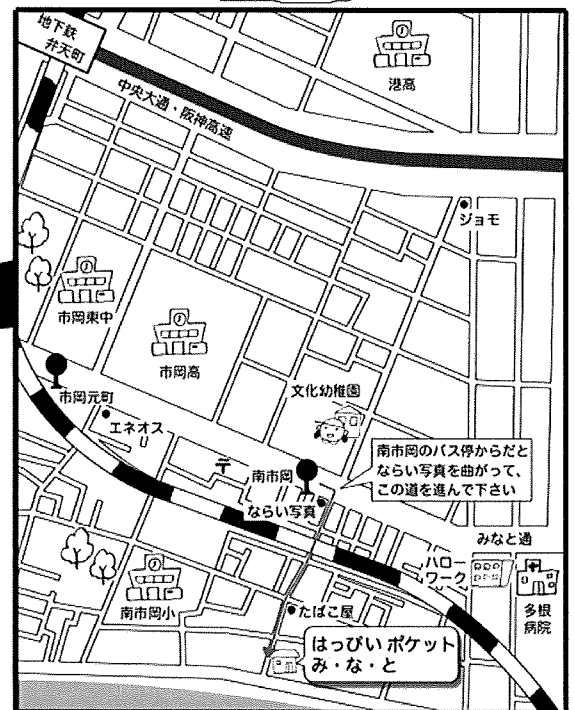 地下鉄
弁天町
港高
中央大通・阪神高速
ジョモ
市岡東中
市岡高
市岡元町
エネオス
文化幼稚園
南市岡
ならい写真
南市岡のバス停からだと
ならい写真を曲がって、
この道を進んで下さい
みなと通
ハロー
ワーク
多根
病院
南市岡小
たばこ屋
はっぴい ポケット
み・な・と